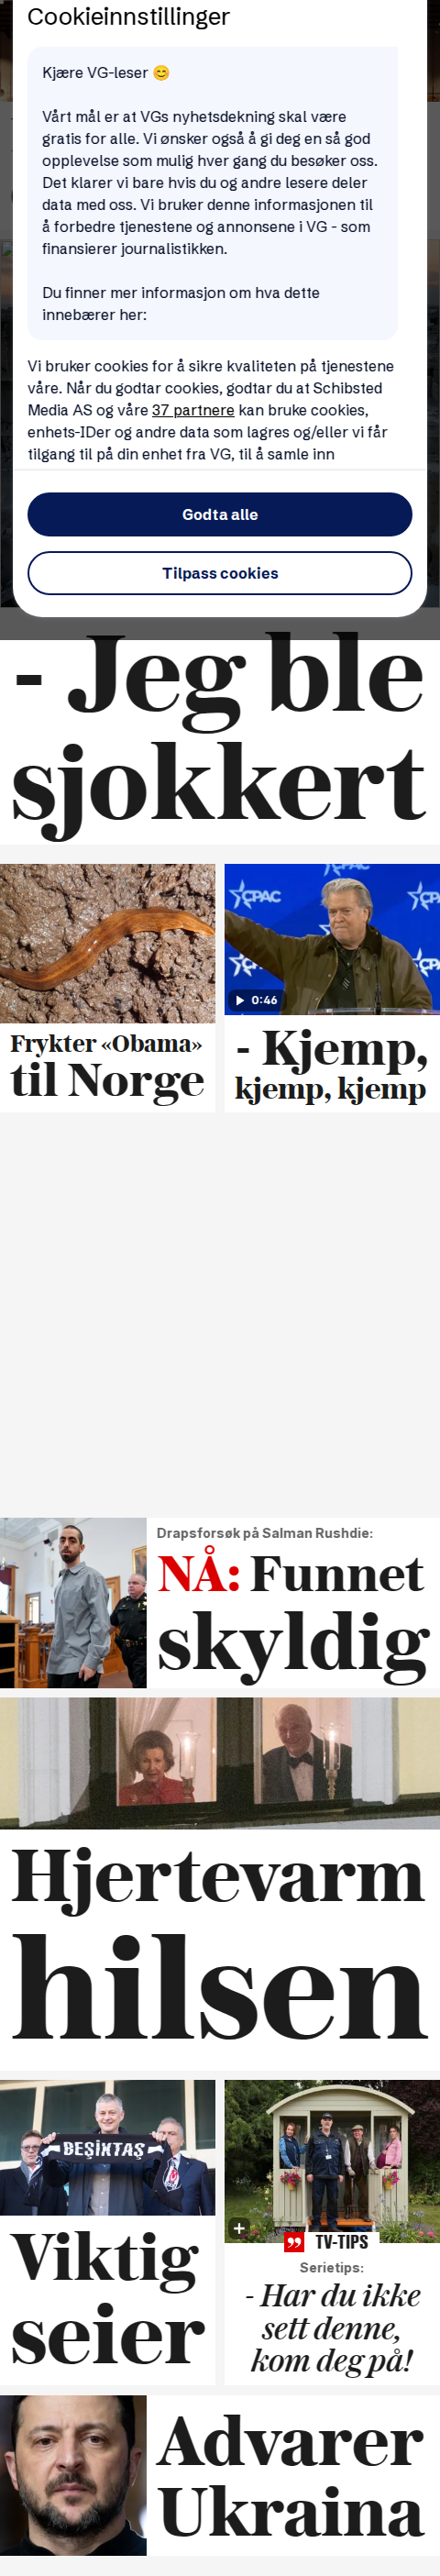 Cookieinnstillinger
Kjære VG-leser 😊
Vårt mål er at VGs nyhetsdekning skal være
gratis for alle. Vi ønsker også å gi deg en så god
opplevelse som mulig hver gang du besøker oss.
Det klarer vi bare hvis du og andre lesere deler
data med oss. Vi bruker denne informasjonen til
å forbedre tjenestene og annonsene i VG - som
finansierer journalistikken.
Du finner mer informasjon om hva dette
innebærer her:
Vi bruker cookies for å sikre kvaliteten på tjenestene
våre. Når du godtar cookies, godtar du at Schibsted
Media AS og våre 37 partnere kan bruke cookies,
enhets-IDer og andre data som lagres og/eller vi får
tilgang til på din enhet fra VG, til å samle inn
Godta alle
Tilpass cookies
- Jeg ble
sjokkert
CPAC
CPAC
0:46
Frykter «Obama»
til Norge
- Kjemp,
kjemp, kjemp
Drapsforsøk på Salman Rushdie:
NÅ: Funnet
skyldig
Hjertevarm
hilsen
BEŞİKTAŞ
Viktig
seier
TV-TIPS
Serietips:
- Har du ikke
sett denne,
kom deg på!
Advarer
Ukraina